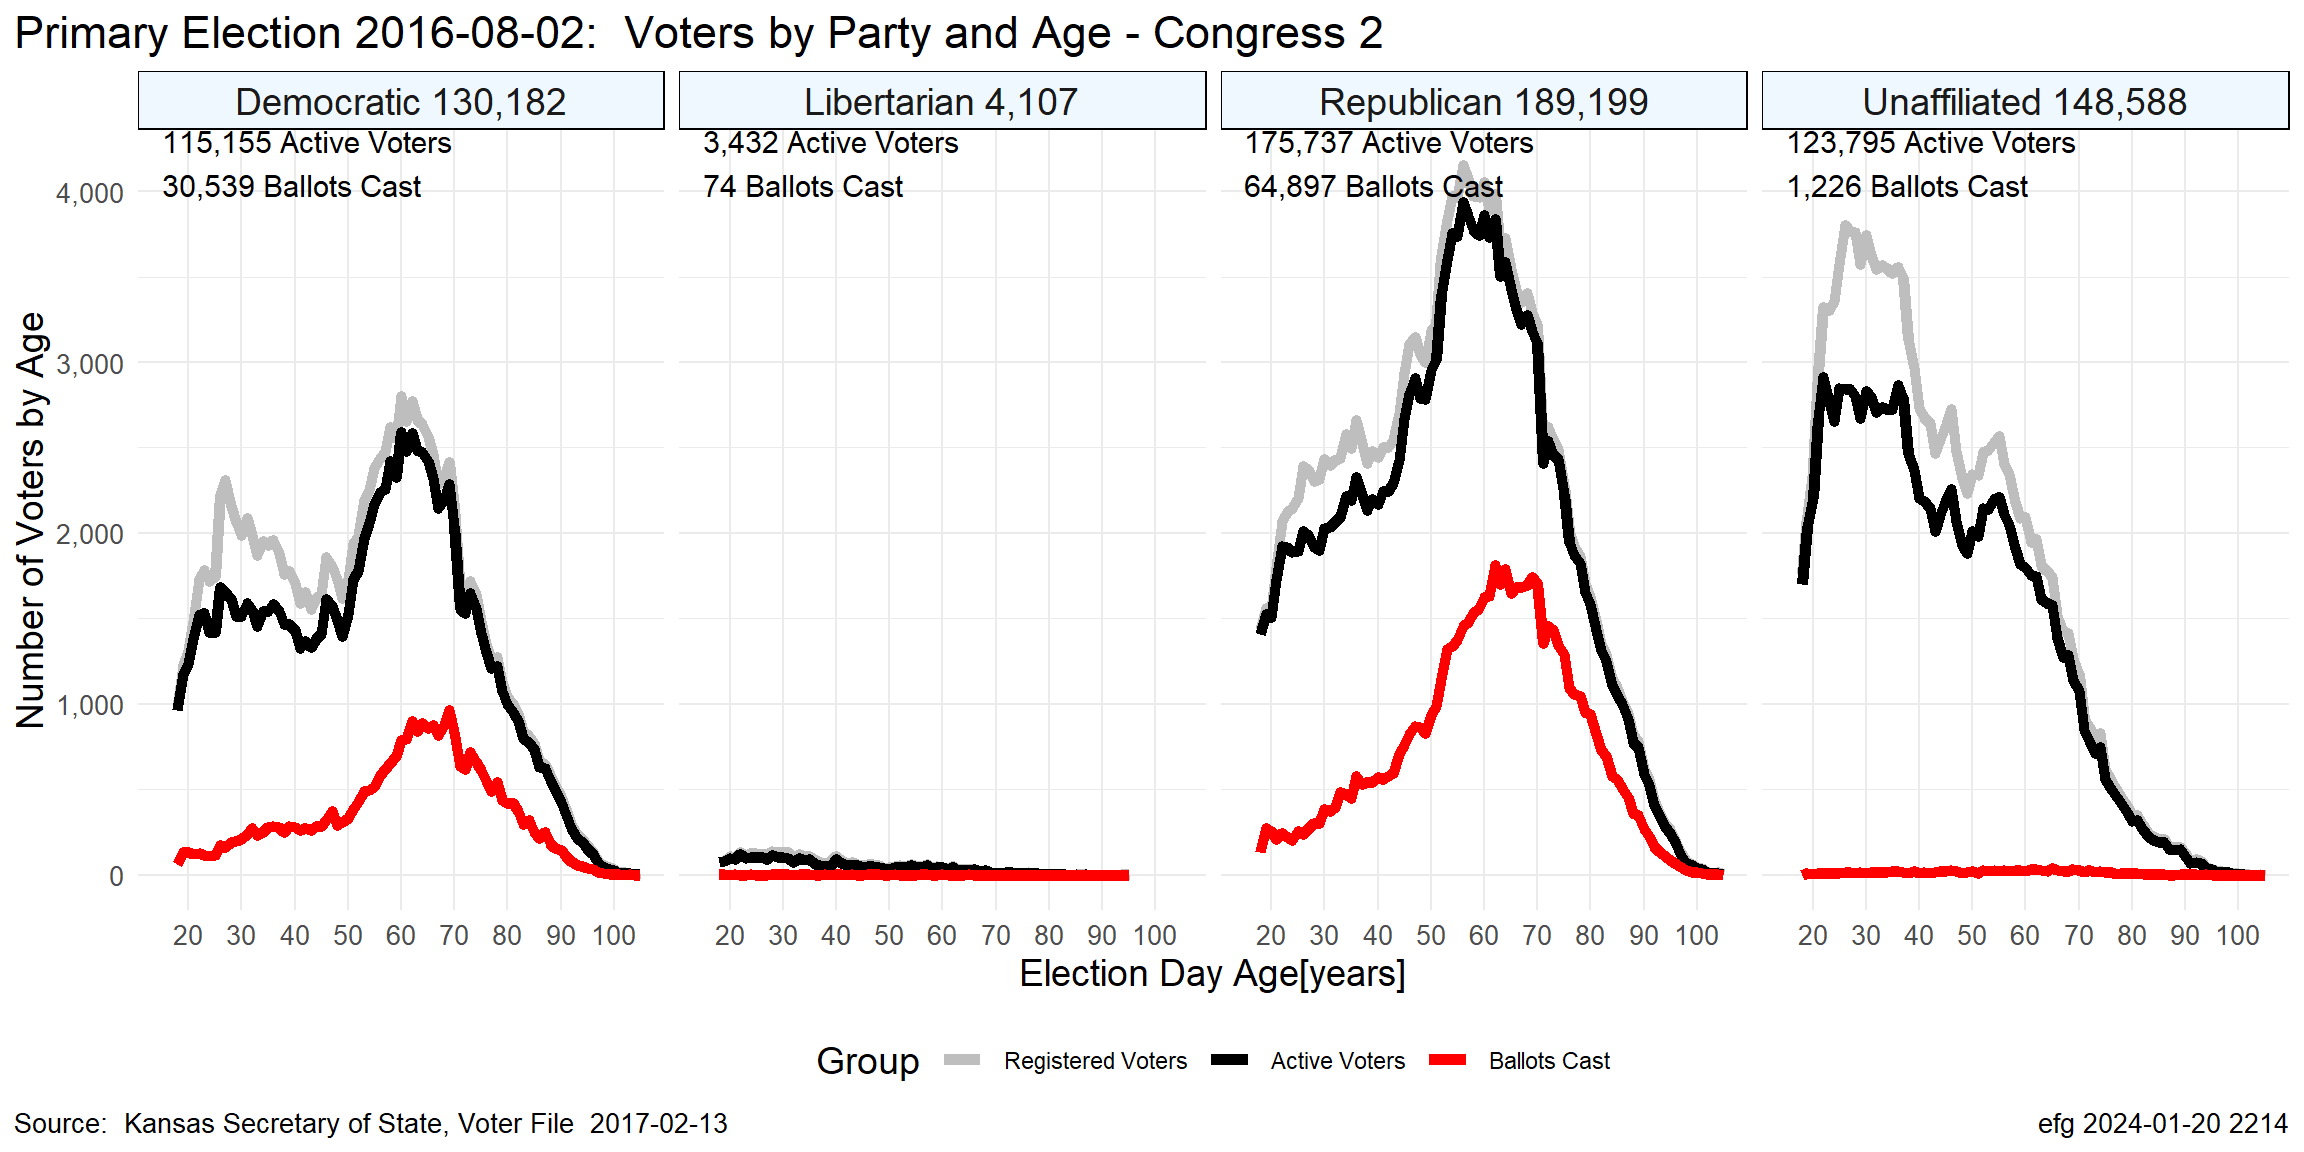 Primary Election 2016-08-02:  Voters by Party and Age - Congress 2
Democratic 130,182
Libertarian 4,107
Republican 189,199
Unaffiliated 148,588
115,155 Active Voters
30,539 Ballots Cast
3,432 Active Voters
74 Ballots Cast
175,737 Active Voters
64,897 Ballots Cast
123,795 Active Voters
1,226 Ballots Cast
Number of Voters by Age
4,000
3,000
2,000
1,000
0
20 30 40 50 60 70 80 90 100
20 30 40 50 60 70 80 90 100
20 30 40 50 60 70 80 90 100
20 30 40 50 60 70 80 90 100
Election Day Age[years]
Group Registered Voters Active Voters Ballots Cast
Source:  Kansas Secretary of State, Voter File  2017-02-13
efg 2024-01-20 2214